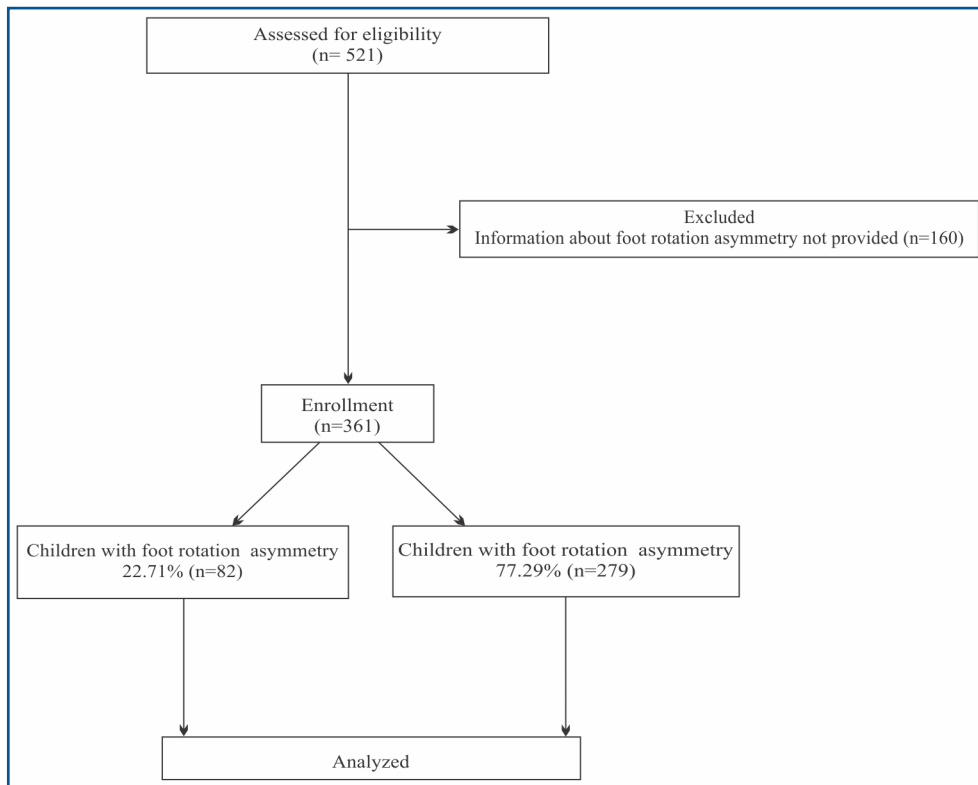 Assessed for eligibility
(n= 521)
Excluded
Information about foot rotation asymmetry not provided (n=160)
Enrollment
(n=361)
Children with foot rotation asymmetry
22.71% (n=82)
Children with foot rotation asymmetry
77.29% (n=279)
Analyzed